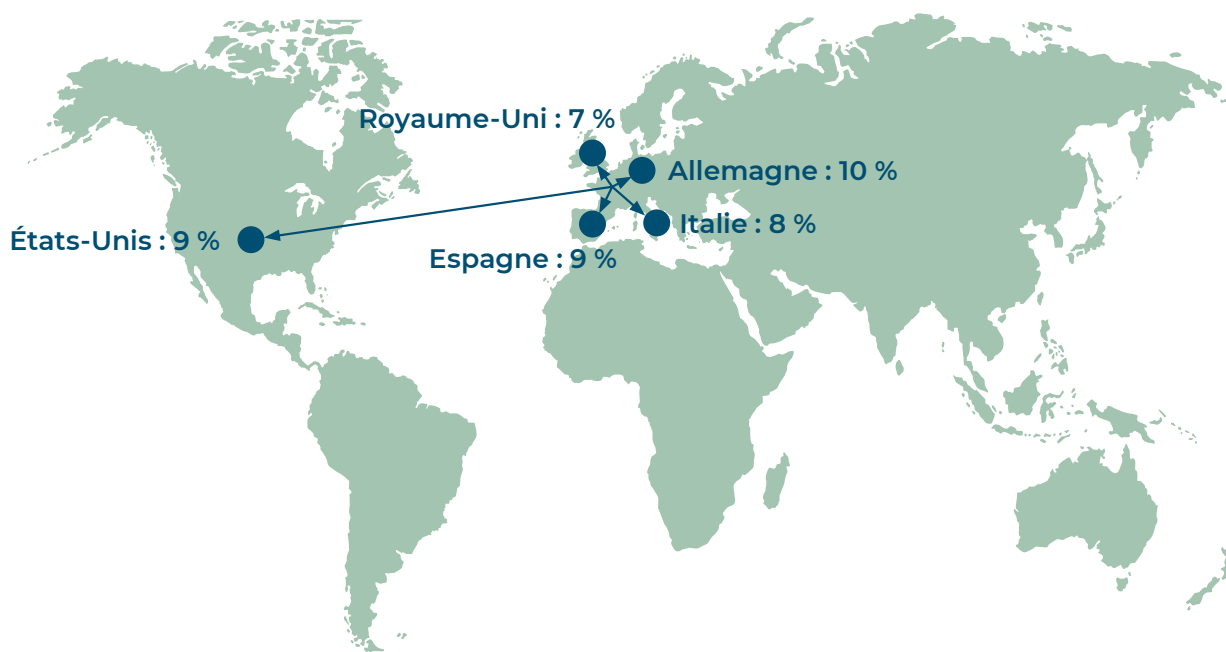 Royaume-Uni : 7 %
Allemagne : 10 %
Italie : 8 %
États-Unis : 9 %
Espagne : 9 %